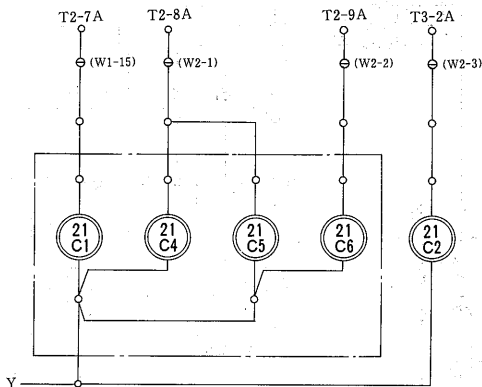 T2-7A T2-8A T2-9A T3-2A
(W1-15) (W2-1) (W2-2) (W2-3)
21 21 21 21 21
C1 C4 C5 C6 C2
Y